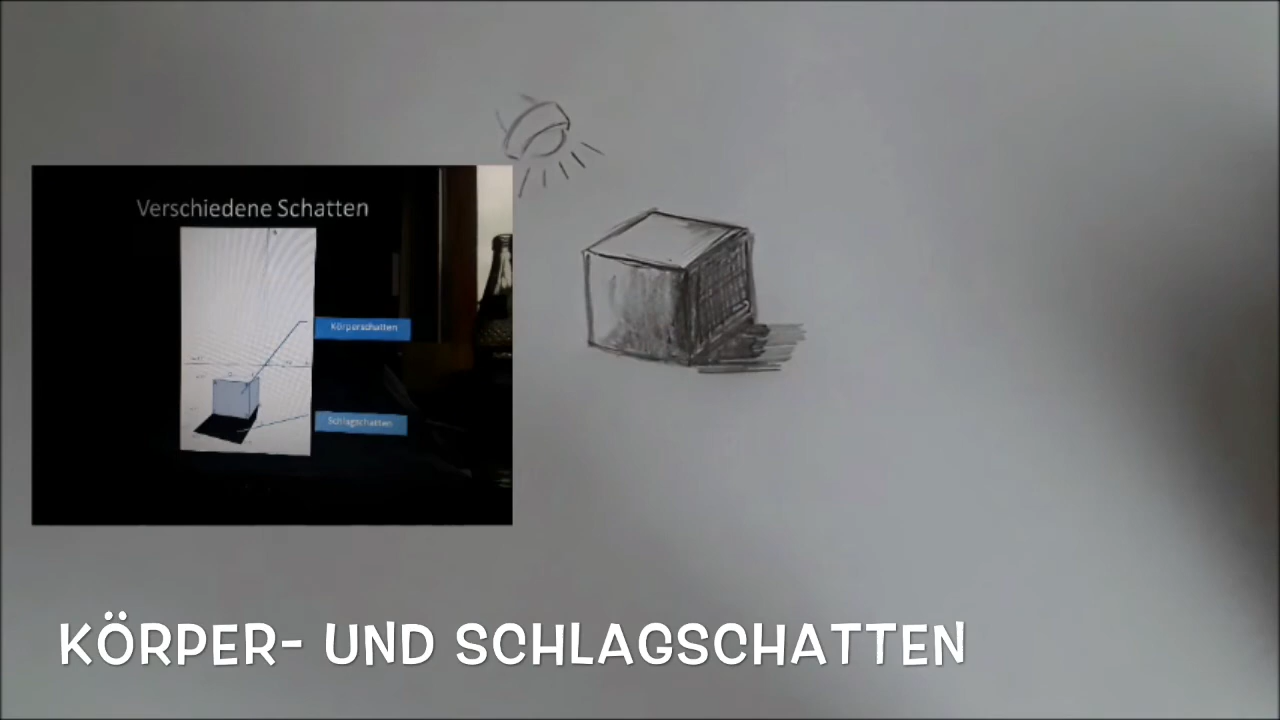 Verschiedene Schatten
Körperschatten
Schlagschatten
KÖRPER- UND SCHLAGSCHATTEN